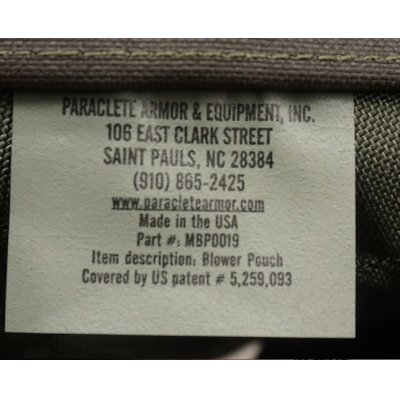 PARACLETE ARMOR & EQUIPMENT, INC.
106 EAST CLARK STREET
SAINT PAULS, NC 28384
(910) 865-2425
www.paracletearmor.com
Made in the USA
Part #: MBP0019
Item description: Blower Pouch
Covered by US patent # 5,259,093